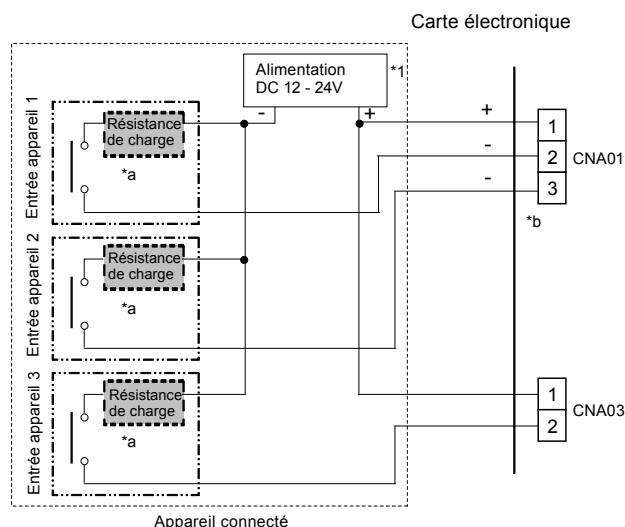 Carte électronique
Alimentation
DC 12 - 24V
*1
-
+
Entrée appareil 1
Résistance
de charge
*a
+
-
-
1
2
3
CNA01
*b
Entrée appareil 2
Résistance
de charge
*a
Entrée appareil 3
Résistance
de charge
*a
1
2
CNA03
Appareil connecté